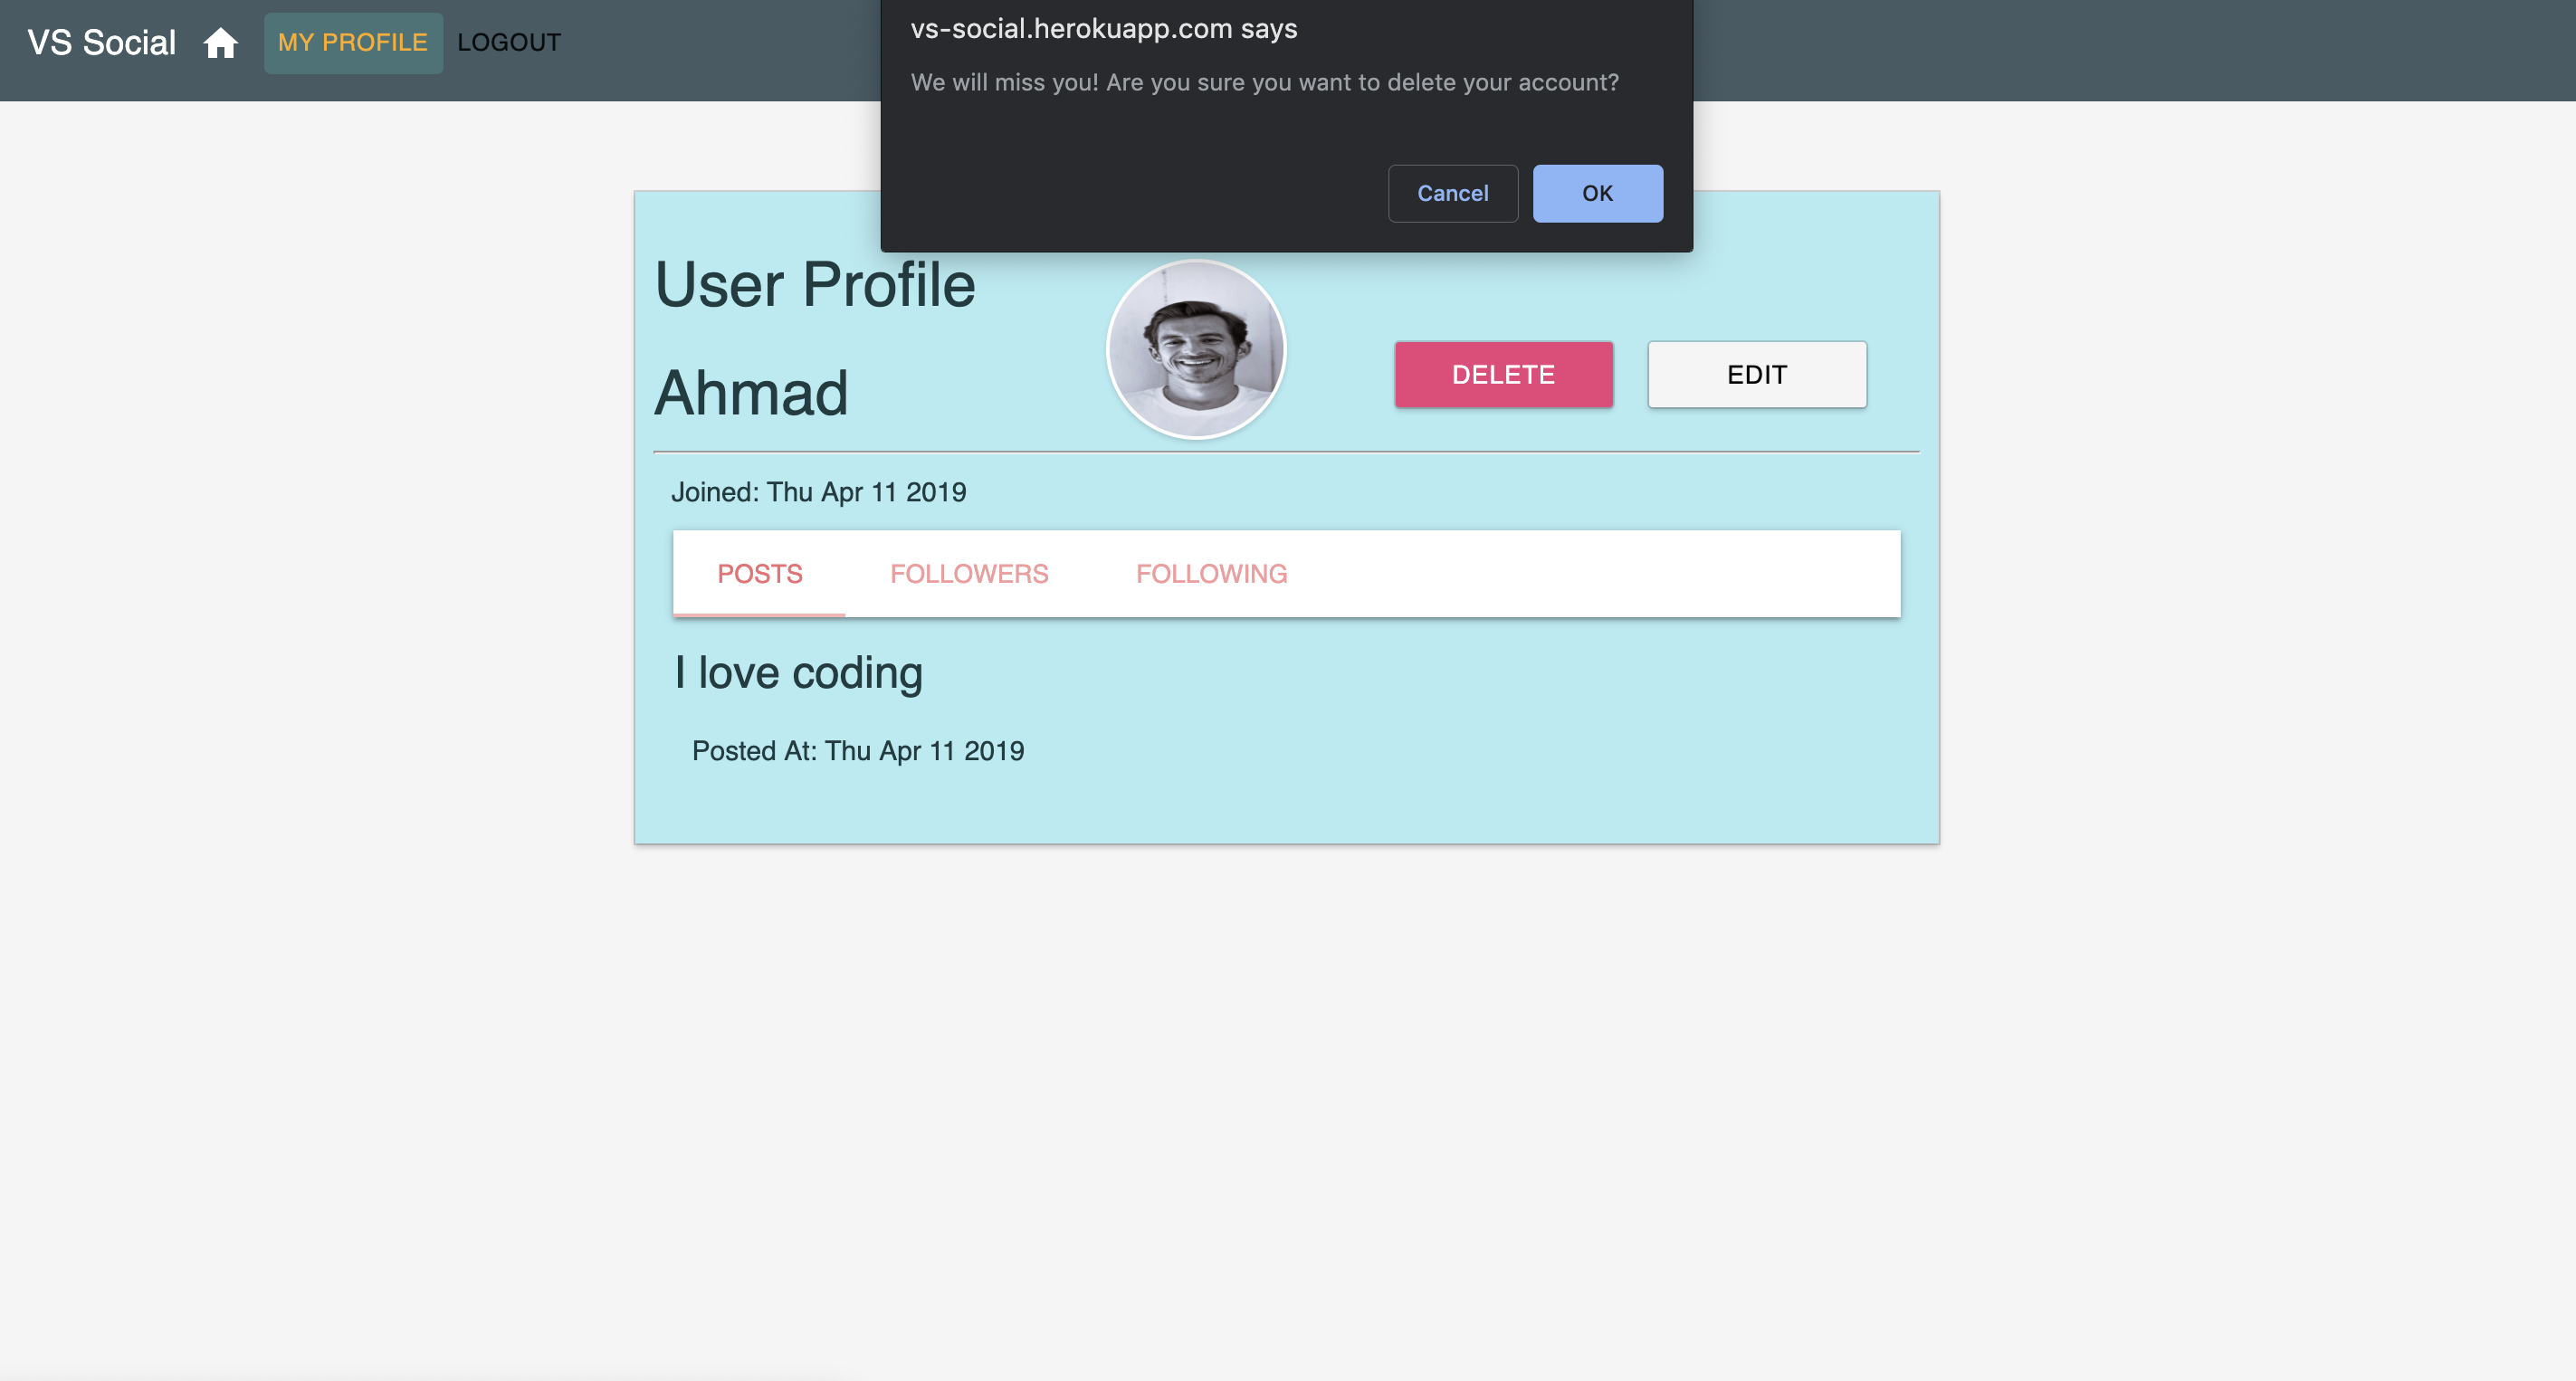 VS Social MY PROFILE LOGOUT
vs-social.herokuapp.com says
We will miss you! Are you sure you want to delete your account?
Cancel OK
User Profile
Ahmad
DELETE EDIT
Joined: Thu Apr 11 2019
POSTS FOLLOWERS FOLLOWING
I love coding
Posted At: Thu Apr 11 2019